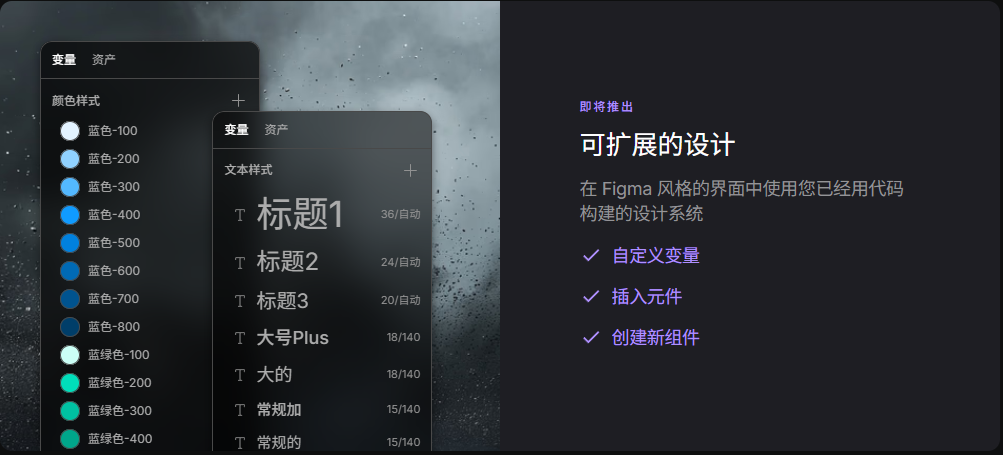 变量 资产
颜色样式
蓝色-100
蓝色-200
蓝色-300
蓝色-400
蓝色-500
蓝色-600
蓝色-700
蓝色-800
蓝绿色-100
蓝绿色-200
蓝绿色-300
蓝绿色-400
变量 资产
文本样式
T 标题1 36/自动
T 标题2 24/自动
T 标题3 20/自动
T 大号Plus 18/140
T 大的 18/140
T 常规加 15/140
T 常规的 15/140
即将推出
可扩展的设计
在 Figma 风格的界面中使用您已经用代码
构建的设计系统
自定义变量
插入元件
创建新组件